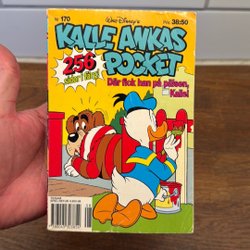 Nr 170
WALT DISNEY'S
Pris 38:50
KALLE ANKAS
POCKET
256
sidor i färg!
Där fick han på pälsen,
Kalle!